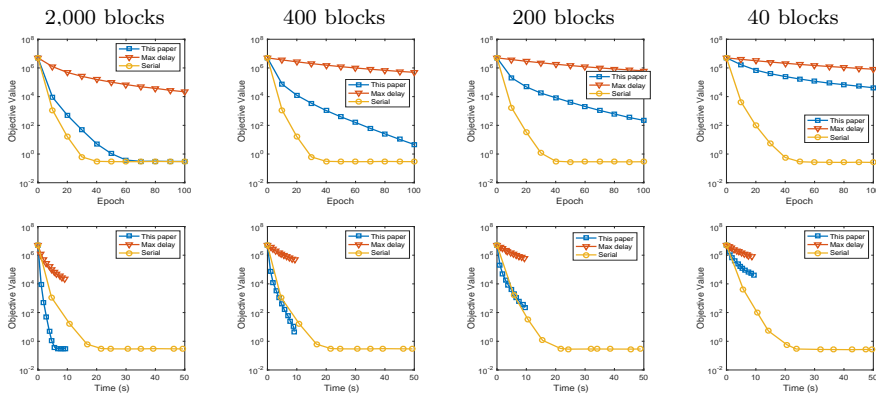 2,000 blocks
400 blocks
200 blocks
40 blocks
10^8
10^6
10^4
10^2
10^0
10^-2
Objective Value
This paper
Max delay
Serial
0 20 40 60 80 100
Epoch
10^8
10^6
10^4
10^2
10^0
10^-2
Objective Value
This paper
Max delay
Serial
0 20 40 60 80 100
Epoch
10^8
10^6
10^4
10^2
10^0
10^-2
Objective Value
This paper
Max delay
Serial
0 20 40 60 80 100
Epoch
10^8
10^6
10^4
10^2
10^0
10^-2
Objective Value
This paper
Max delay
Serial
0 20 40 60 80 100
Epoch
10^8
10^6
10^4
10^2
10^0
10^-2
Objective Value
This paper
Max delay
Serial
0 10 20 30 40 50
Time (s)
10^8
10^6
10^4
10^2
10^0
10^-2
Objective Value
This paper
Max delay
Serial
0 10 20 30 40 50
Time (s)
10^8
10^6
10^4
10^2
10^0
10^-2
Objective Value
This paper
Max delay
Serial
0 10 20 30 40 50
Time (s)
10^8
10^6
10^4
10^2
10^0
10^-2
Objective Value
This paper
Max delay
Serial
0 10 20 30 40 50
Time (s)